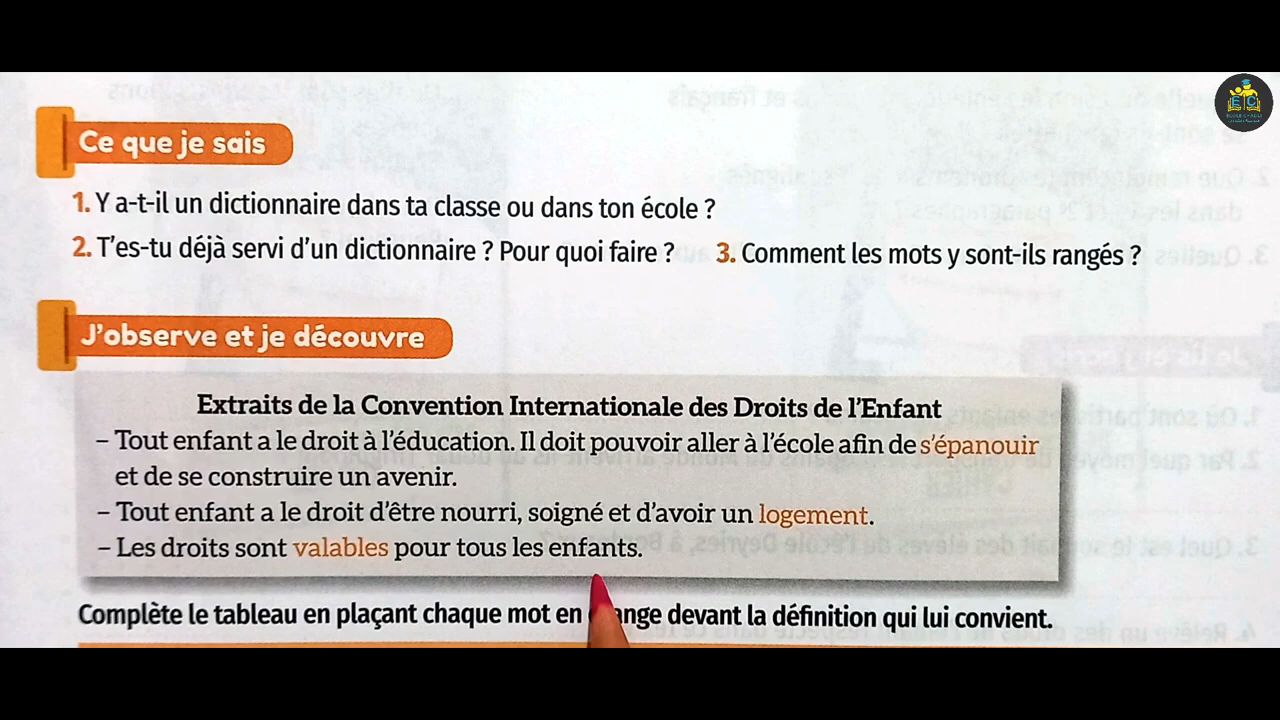 Ce que je sais
1. Y a-t-il un dictionnaire dans ta classe ou dans ton école ?
2. T'es-tu déjà servi d'un dictionnaire ? Pour quoi faire ? 3. Comment les mots y sont-ils rangés ?
J'observe et je découvre
Extraits de la Convention Internationale des Droits de l'Enfant
– Tout enfant a le droit à l'éducation. Il doit pouvoir aller à l'école afin de s'épanouir
et de se construire un avenir.
– Tout enfant a le droit d'être nourri, soigné et d'avoir un logement.
– Les droits sont valables pour tous les enfants.
Complète le tableau en plaçant chaque mot en orange devant la définition qui lui convient.